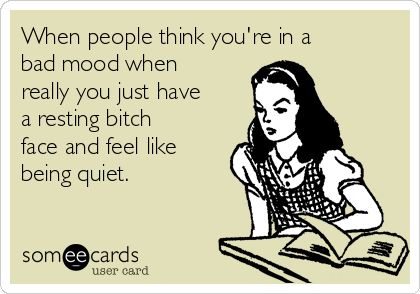 When people think you're in a
bad mood when
really you just have
a resting bitch
face and feel like
being quiet.
someecards
user card